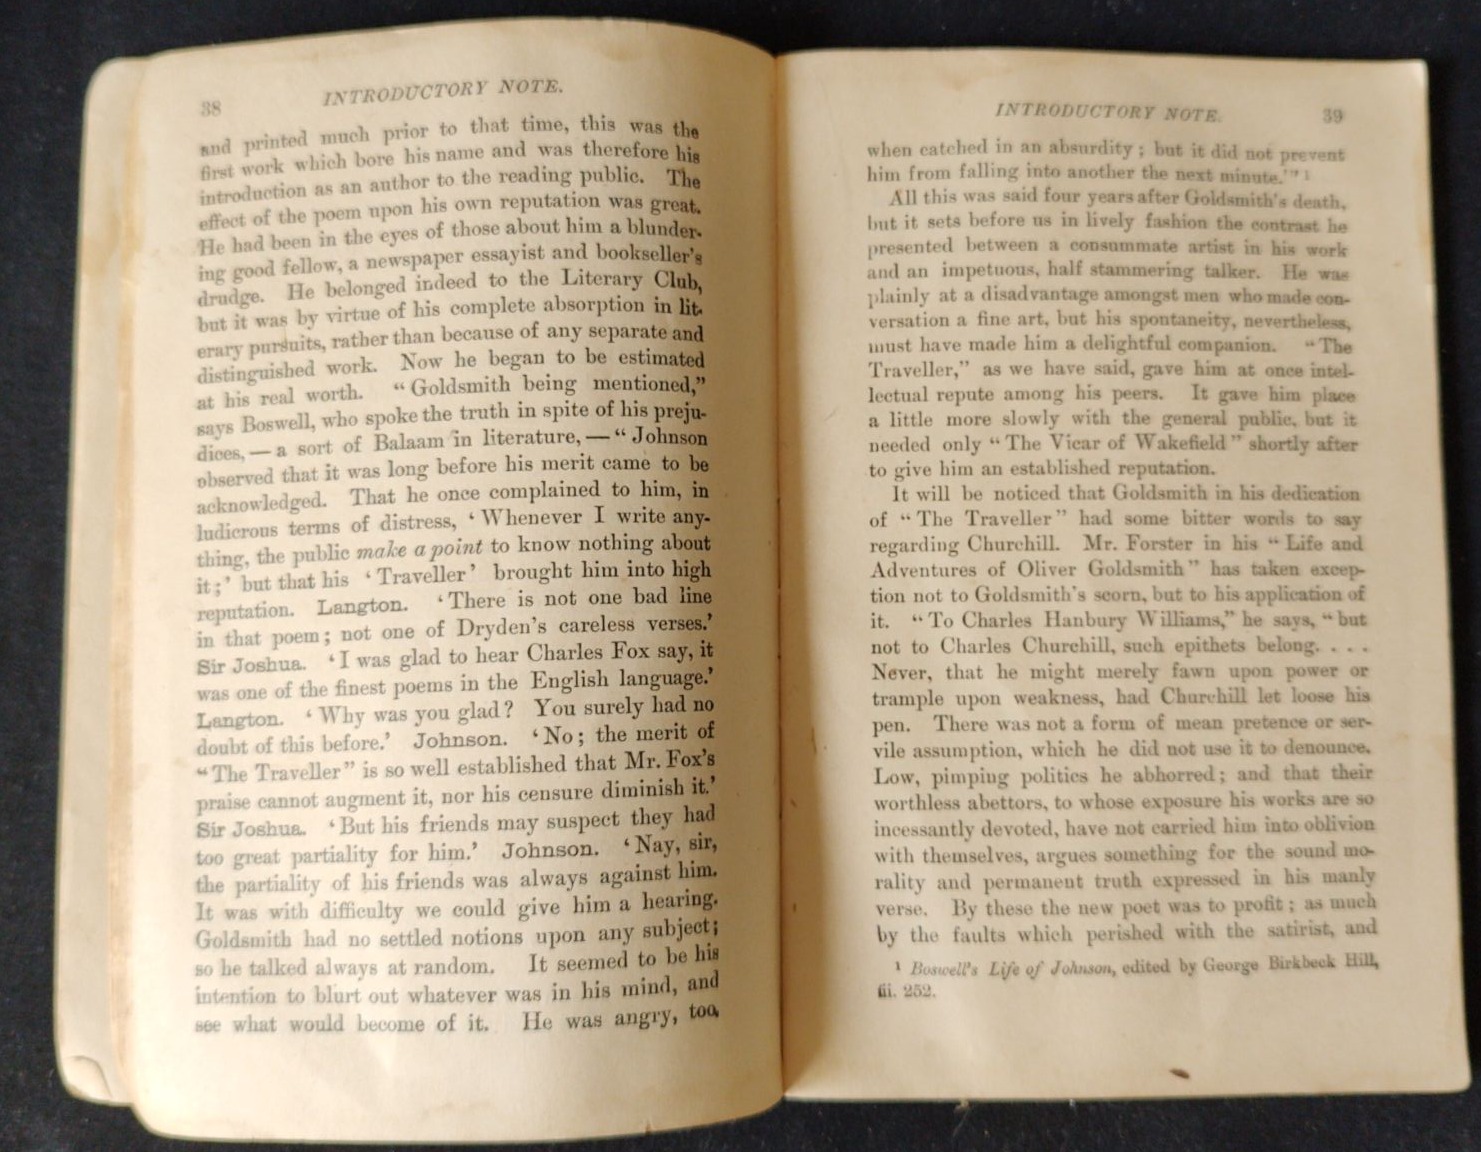 38
INTRODUCTORY NOTE.
and printed much prior to that time, this was the
first work which bore his name and was therefore his
introduction as an author to the reading public. The
effect of the poem upon his own reputation was great.
He had been in the eyes of those about him a blunder-
ing good fellow, a newspaper essayist and bookseller's
drudge. He belonged indeed to the Literary Club,
but it was by virtue of his complete absorption in lit-
erary pursuits, rather than because of any separate and
distinguished work. Now he began to be estimated
at his real worth. "Goldsmith being mentioned,"
says Boswell, who spoke the truth in spite of his preju-
dices, — a sort of Balaam in literature, — "Johnson
observed that it was long before his merit came to be
acknowledged. That he once complained to him, in
ludicrous terms of distress, 'Whenever I write any-
thing, the public make a point to know nothing about
it;' but that his 'Traveller' brought him into high
reputation. Langton. 'There is not one bad line
in that poem; not one of Dryden's careless verses.'
Sir Joshua. 'I was glad to hear Charles Fox say, it
was one of the finest poems in the English language.'
Langton. 'Why was you glad? You surely had no
doubt of this before.' Johnson. 'No; the merit of
"The Traveller" is so well established that Mr. Fox's
praise cannot augment it, nor his censure diminish it.'
Sir Joshua. 'But his friends may suspect they had
too great partiality for him.' Johnson. 'Nay, sir,
the partiality of his friends was always against him.
It was with difficulty we could give him a hearing.
Goldsmith had no settled notions upon any subject;
so he talked always at random. It seemed to be his
intention to blurt out whatever was in his mind, and
see what would become of it. He was angry, too,
INTRODUCTORY NOTE.
39
when catched in an absurdity; but it did not prevent
him from falling into another the next minute.'" 1
All this was said four years after Goldsmith's death,
but it sets before us in lively fashion the contrast he
presented between a consummate artist in his work
and an impetuous, half stammering talker. He was
plainly at a disadvantage amongst men who made con-
versation a fine art, but his spontaneity, nevertheless,
must have made him a delightful companion. "The
Traveller," as we have said, gave him at once intel-
lectual repute among his peers. It gave him place
a little more slowly with the general public, but it
needed only "The Vicar of Wakefield" shortly after
to give him an established reputation.
It will be noticed that Goldsmith in his dedication
of "The Traveller" had some bitter words to say
regarding Churchill. Mr. Forster in his "Life and
Adventures of Oliver Goldsmith" has taken excep-
tion not to Goldsmith's scorn, but to his application of
it. "To Charles Hanbury Williams," he says, "but
not to Charles Churchill, such epithets belong. . . .
Never, that he might merely fawn upon power or
trample upon weakness, had Churchill let loose his
pen. There was not a form of mean pretence or ser-
vile assumption, which he did not use it to denounce.
Low, pimping politics he abhorred; and that their
worthless abettors, to whose exposure his works are so
incessantly devoted, have not carried him into oblivion
with themselves, argues something for the sound mo-
rality and permanent truth expressed in his manly
verse. By these the new poet was to profit; as much
by the faults which perished with the satirist, and
1 Boswell's Life of Johnson, edited by George Birkbeck Hill,
iii. 252.